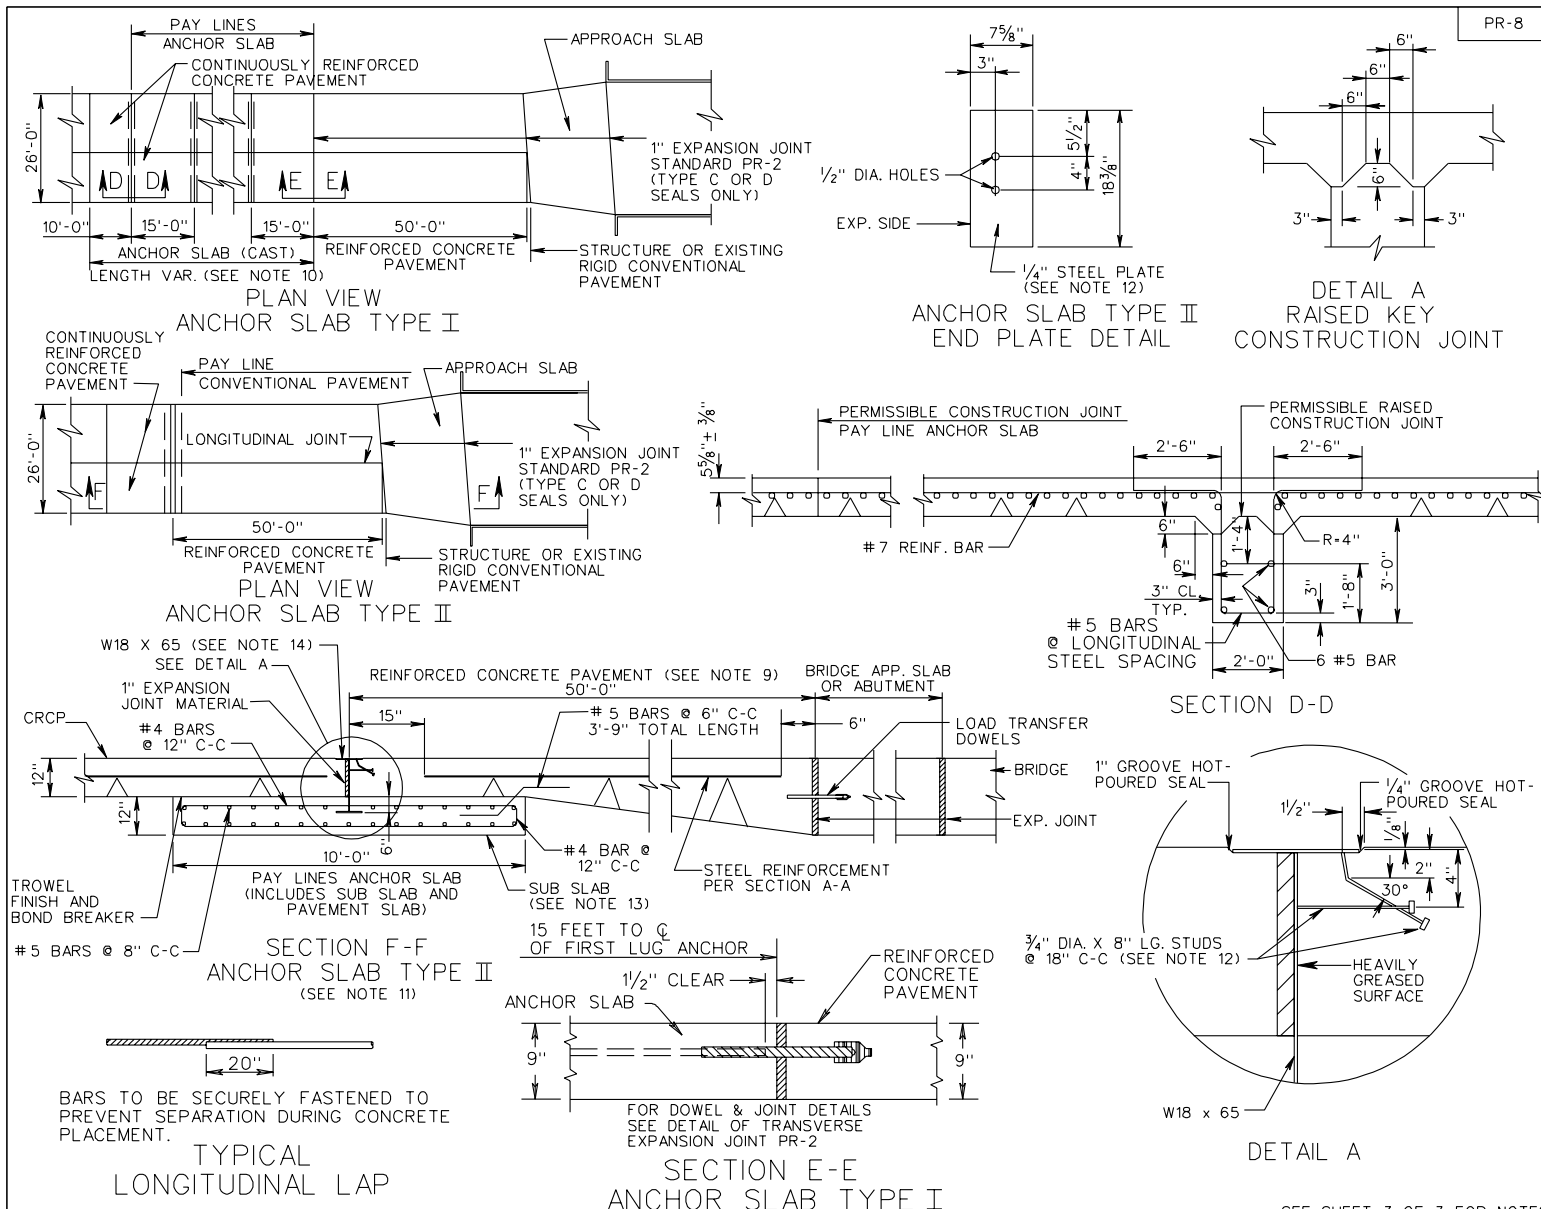 PR-8
PAY LINES
ANCHOR SLAB
CONTINUOUSLY REINFORCED
CONCRETE PAVEMENT
APPROACH SLAB
26'-0"
D D
E E
1" EXPANSION JOINT
STANDARD PR-2
(TYPE C OR D
SEALS ONLY)
10'-0"
15'-0"
15'-0"
50'-0"
ANCHOR SLAB (CAST)
LENGTH VAR. (SEE NOTE 10)
REINFORCED CONCRETE
PAVEMENT
STRUCTURE OR EXISTING
RIGID CONVENTIONAL
PAVEMENT
PLAN VIEW
ANCHOR SLAB TYPE I
7⅝"
3"
5½"
4"
18⅜"
½" DIA. HOLES
EXP. SIDE
¼" STEEL PLATE
(SEE NOTE 12)
ANCHOR SLAB TYPE II
END PLATE DETAIL
6"
6"
6"
6"
3"
3"
DETAIL A
RAISED KEY
CONSTRUCTION JOINT
CONTINUOUSLY
REINFORCED
CONCRETE
PAVEMENT
PAY LINE
CONVENTIONAL PAVEMENT
APPROACH SLAB
26'-0"
LONGITUDINAL JOINT
F
F
1" EXPANSION JOINT
STANDARD PR-2
(TYPE C OR D
SEALS ONLY)
50'-0"
REINFORCED CONCRETE
PAVEMENT
STRUCTURE OR EXISTING
RIGID CONVENTIONAL
PAVEMENT
PLAN VIEW
ANCHOR SLAB TYPE II
5⅝"± ⅜"
PERMISSIBLE CONSTRUCTION JOINT
PAY LINE ANCHOR SLAB
PERMISSIBLE RAISED
CONSTRUCTION JOINT
2'-6"
2'-6"
#7 REINF. BAR
6"
6"
1'-4"
R=4"
3" CL.
TYP.
3"
1'-8"
3'-0"
#5 BARS
@ LONGITUDINAL
STEEL SPACING
2'-0"
6 #5 BAR
SECTION D-D
W18 X 65 (SEE NOTE 14)
SEE DETAIL A
1" EXPANSION
JOINT MATERIAL
CRCP
#4 BARS
@ 12" C-C
REINFORCED CONCRETE PAVEMENT (SEE NOTE 9)
50'-0"
BRIDGE APP. SLAB
OR ABUTMENT
15"
#5 BARS @ 6" C-C
3'-9" TOTAL LENGTH
6"
LOAD TRANSFER
DOWELS
BRIDGE
12"
12"
6"
EXP. JOINT
10'-0"
#4 BAR @
12" C-C
STEEL REINFORCEMENT
PER SECTION A-A
PAY LINES ANCHOR SLAB
(INCLUDES SUB SLAB AND
PAVEMENT SLAB)
SUB SLAB
(SEE NOTE 13)
TROWEL
FINISH AND
BOND BREAKER
#5 BARS @ 8" C-C
SECTION F-F
ANCHOR SLAB TYPE II
(SEE NOTE 11)
1" GROOVE HOT-
POURED SEAL
¼" GROOVE HOT-
POURED SEAL
1½"
⅛"
2"
4"
30°
¾" DIA. X 8" LG. STUDS
@ 18" C-C (SEE NOTE 12)
HEAVILY
GREASED
SURFACE
W18 x 65
DETAIL A
20"
BARS TO BE SECURELY FASTENED TO
PREVENT SEPARATION DURING CONCRETE
PLACEMENT.
TYPICAL
LONGITUDINAL LAP
15 FEET TO ℄
OF FIRST LUG ANCHOR
1½" CLEAR
ANCHOR SLAB
REINFORCED
CONCRETE
PAVEMENT
9"
9"
FOR DOWEL & JOINT DETAILS
SEE DETAIL OF TRANSVERSE
EXPANSION JOINT PR-2
SECTION E-E
ANCHOR SLAB TYPE I
SEE SHEET 3 OF 3 FOR NOTES